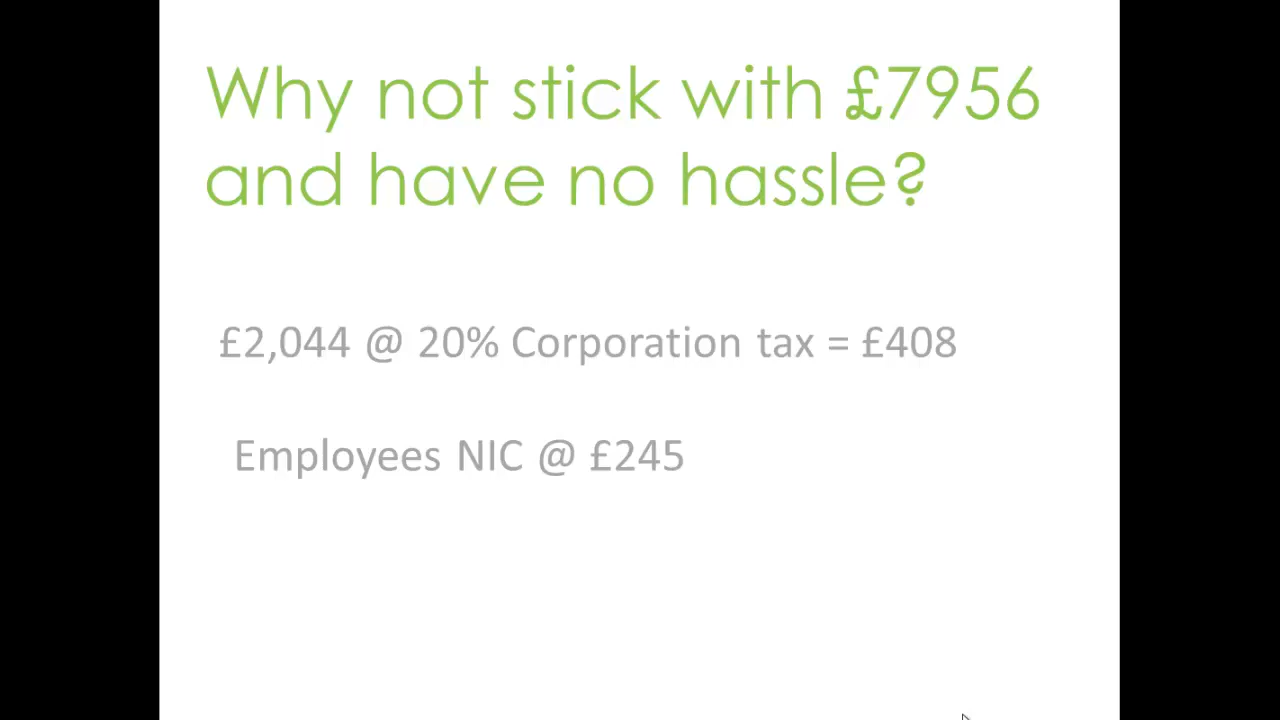 Why not stick with £7956
and have no hassle?
£2,044 @ 20% Corporation tax = £408
Employees NIC @ £245